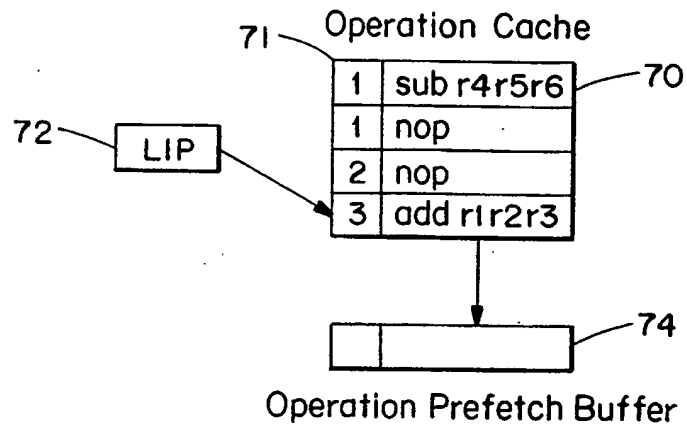 Operation Cache
71
1 sub r4r5r6
70
72
LIP
1 nop
2 nop
3 add r1r2r3
74
Operation Prefetch Buffer